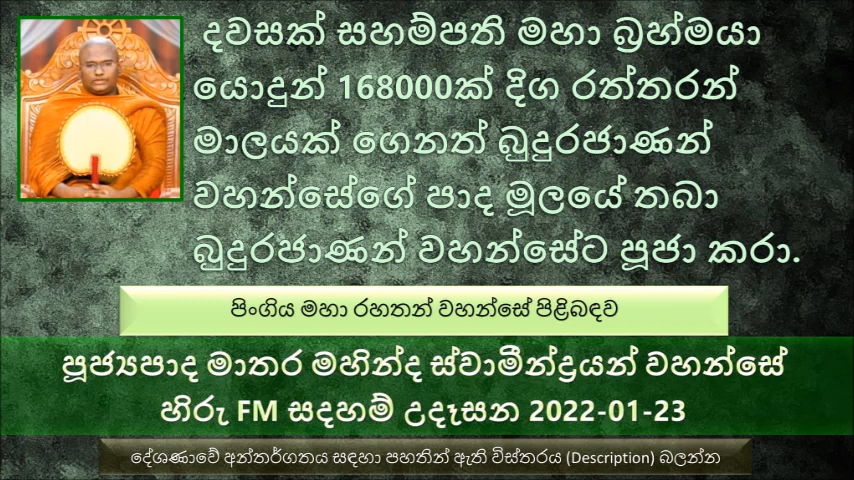 දවසක් සහම්පති මහා බ්‍රහ්මයා
යොදුන් 168000ක් දිග රත්තරන්
මාලයක් ගෙනත් බුදුරජාණන්
වහන්සේගේ පාද මූලයේ තබා
බුදුරජාණන් වහන්සේට පූජා කරා.
පිංගිය මහා රහතන් වහන්සේ පිළිබඳව
පූජ්‍යපාද මාතර මහින්ද ස්වාමීන්ද්‍රයන් වහන්සේ
හිරු FM සදහම් උදෑසන 2022-01-23
දේශණාවේ අන්තර්ගතය සඳහා පහතින් ඇති විස්තරය (Description) බලන්න